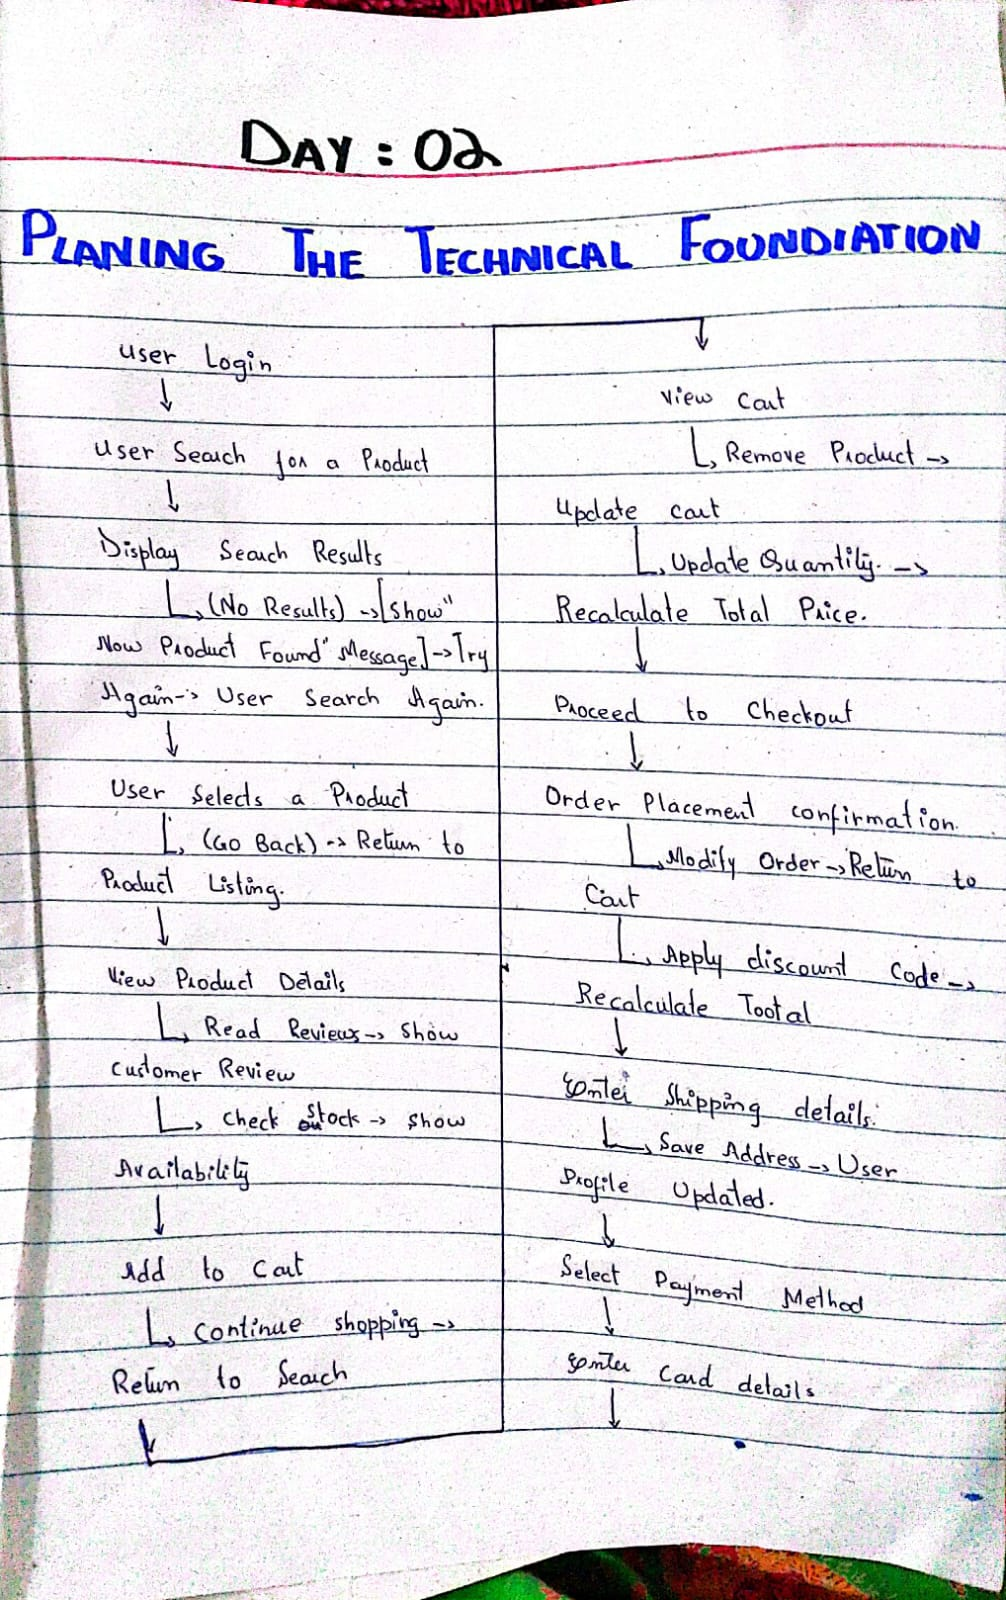 DAY : 02
PLANING THE TECHNICAL FOUNDIATION
User Login
↓
User Search for a Product
↓
Display Search Results
↳ (No Results) → [Show"
Now Product Found" Message] → Try
Again → User Search Again.
↓
User Selects a Product
↳ (Go Back) → Return to
Product Listing.
↓
View Product Details
↳ Read Reviews → Show
Customer Review
↳ Check Stock → Show
Availability
↓
Add to Cart
↳ Continue shopping →
Return to Search
↓
View Cart
↳ Remove Product →
Update Cart
↳ Update Quantity. →
Recalculate Total Price.
↓
Proceed to Checkout
↓
Order Placement confirmation.
↳ Modify Order → Return to
Cart
↳ Apply discount Code →
Recalculate Tootal
↓
Enter Shipping details.
↳ Save Address → User
Profile Updated.
↓
Select Payment Method
↓
Enter Card details
↓